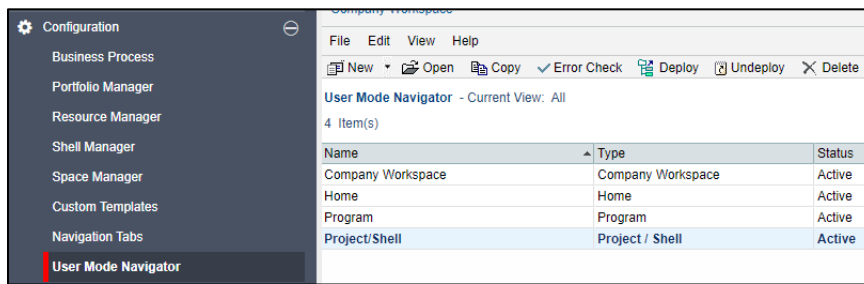 Configuration
Business Process
Portfolio Manager
Resource Manager
Shell Manager
Space Manager
Custom Templates
Navigation Tabs
User Mode Navigator
Company Workspace
File Edit View Help
New Open Copy Error Check Deploy Undeploy Delete
User Mode Navigator - Current View: All
4 Item(s)
Name Type Status
Company Workspace Company Workspace Active
Home Home Active
Program Program Active
Project/Shell Project / Shell Active